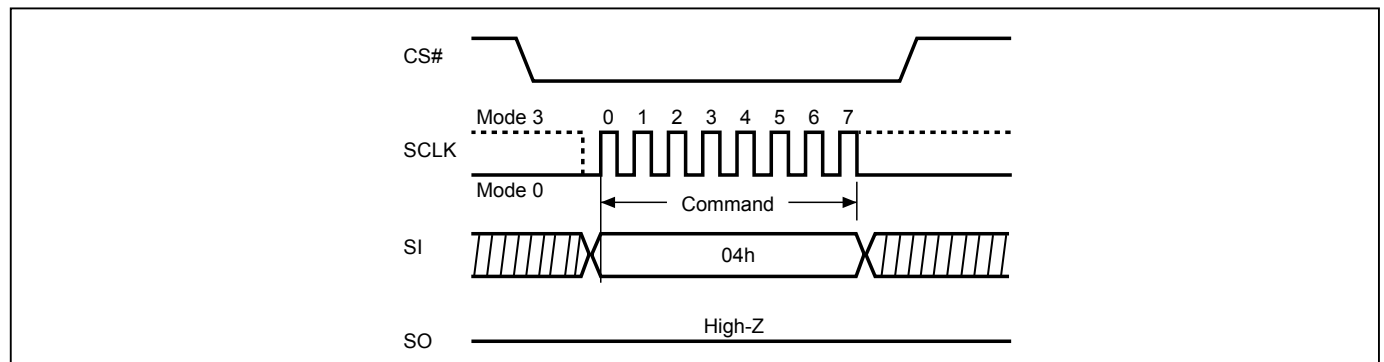 CS#
Mode 3 0 1 2 3 4 5 6 7
SCLK
Mode 0
Command
SI 04h
High-Z
SO